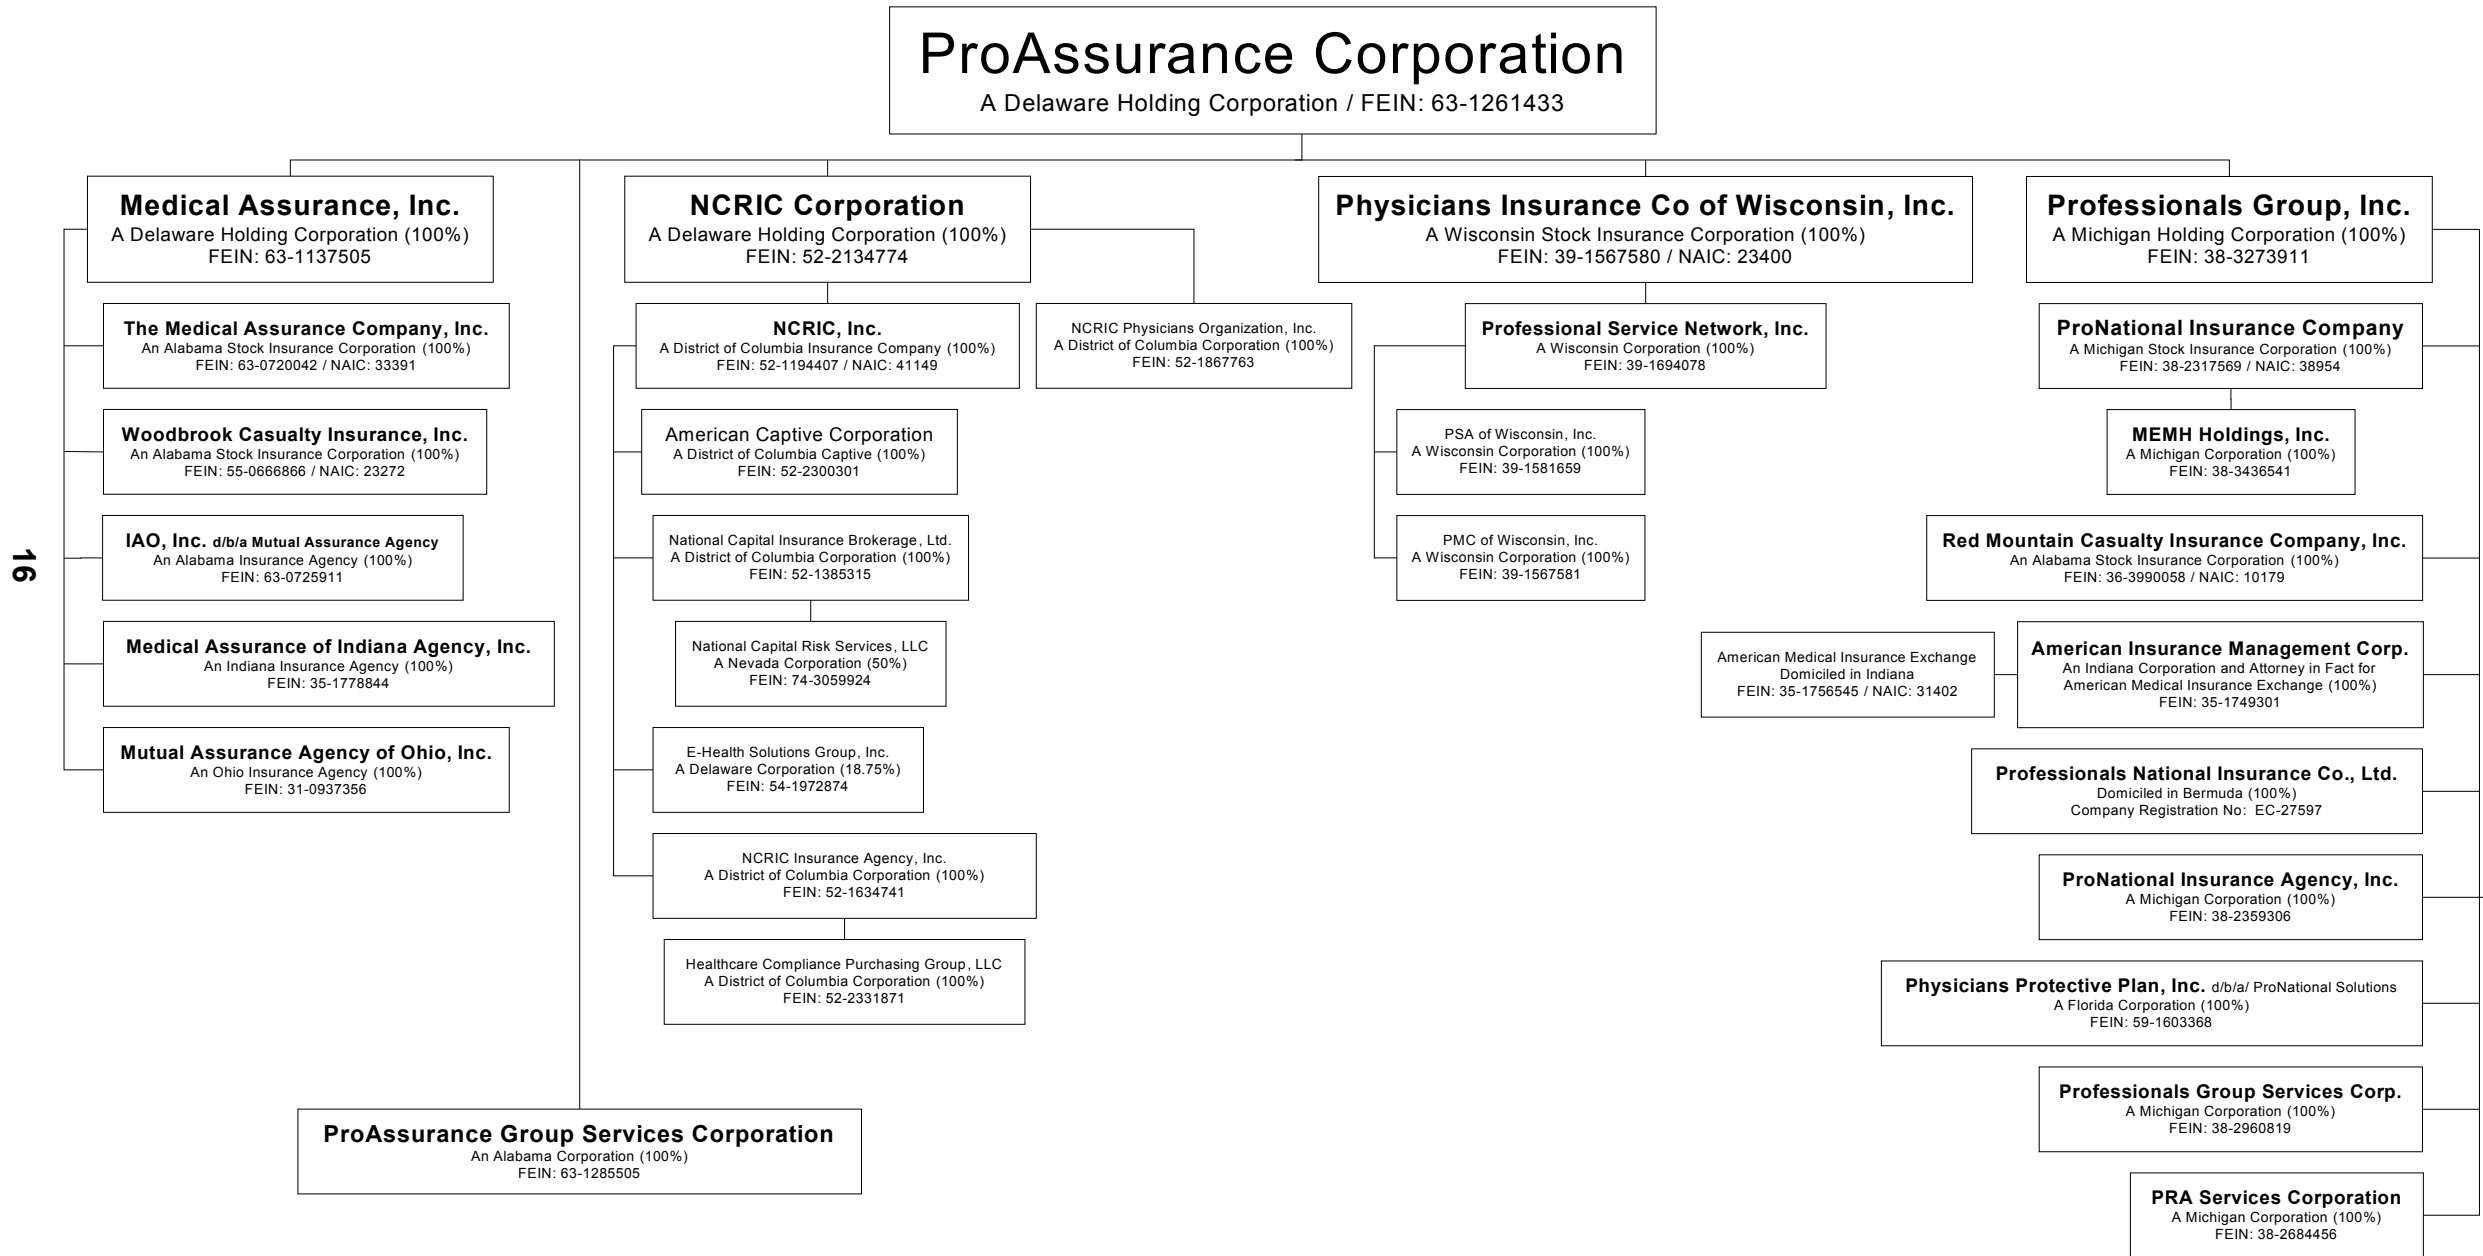 ProAssurance Corporation
A Delaware Holding Corporation / FEIN: 63-1261433
Medical Assurance, Inc.
A Delaware Holding Corporation (100%)
FEIN: 63-1137505
The Medical Assurance Company, Inc.
An Alabama Stock Insurance Corporation (100%)
FEIN: 63-0720042 / NAIC: 33391
Woodbrook Casualty Insurance, Inc.
An Alabama Stock Insurance Corporation (100%)
FEIN: 55-0666866 / NAIC: 23272
IAO, Inc. d/b/a Mutual Assurance Agency
An Alabama Insurance Agency (100%)
FEIN: 63-0725911
Medical Assurance of Indiana Agency, Inc.
An Indiana Insurance Agency (100%)
FEIN: 35-1778844
Mutual Assurance Agency of Ohio, Inc.
An Ohio Insurance Agency (100%)
FEIN: 31-0937356
ProAssurance Group Services Corporation
An Alabama Corporation (100%)
FEIN: 63-1285505
NCRIC Corporation
A Delaware Holding Corporation (100%)
FEIN: 52-2134774
NCRIC, Inc.
A District of Columbia Insurance Company (100%)
FEIN: 52-1194407 / NAIC: 41149
NCRIC Physicians Organization, Inc.
A District of Columbia Corporation (100%)
FEIN: 52-1867763
American Captive Corporation
A District of Columbia Captive (100%)
FEIN: 52-2300301
National Capital Insurance Brokerage, Ltd.
A District of Columbia Corporation (100%)
FEIN: 52-1385315
National Capital Risk Services, LLC
A Nevada Corporation (50%)
FEIN: 74-3059924
E-Health Solutions Group, Inc.
A Delaware Corporation (18.75%)
FEIN: 54-1972874
NCRIC Insurance Agency, Inc.
A District of Columbia Corporation (100%)
FEIN: 52-1634741
Healthcare Compliance Purchasing Group, LLC
A District of Columbia Corporation (100%)
FEIN: 52-2331871
Physicians Insurance Co of Wisconsin, Inc.
A Wisconsin Stock Insurance Corporation (100%)
FEIN: 39-1567580 / NAIC: 23400
Professional Service Network, Inc.
A Wisconsin Corporation (100%)
FEIN: 39-1694078
PSA of Wisconsin, Inc.
A Wisconsin Corporation (100%)
FEIN: 39-1581659
PMC of Wisconsin, Inc.
A Wisconsin Corporation (100%)
FEIN: 39-1567581
Professionals Group, Inc.
A Michigan Holding Corporation (100%)
FEIN: 38-3273911
ProNational Insurance Company
A Michigan Stock Insurance Corporation (100%)
FEIN: 38-2317569 / NAIC: 38954
MEMH Holdings, Inc.
A Michigan Corporation (100%)
FEIN: 38-3436541
Red Mountain Casualty Insurance Company, Inc.
An Alabama Stock Insurance Corporation (100%)
FEIN: 36-3990058 / NAIC: 10179
American Medical Insurance Exchange
Domiciled in Indiana
FEIN: 35-1756545 / NAIC: 31402
American Insurance Management Corp.
An Indiana Corporation and Attorney in Fact for
American Medical Insurance Exchange (100%)
FEIN: 35-1749301
Professionals National Insurance Co., Ltd.
Domiciled in Bermuda (100%)
Company Registration No: EC-27597
ProNational Insurance Agency, Inc.
A Michigan Corporation (100%)
FEIN: 38-2359306
Physicians Protective Plan, Inc. d/b/a/ ProNational Solutions
A Florida Corporation (100%)
FEIN: 59-1603368
Professionals Group Services Corp.
A Michigan Corporation (100%)
FEIN: 38-2960819
PRA Services Corporation
A Michigan Corporation (100%)
FEIN: 38-2684456
16